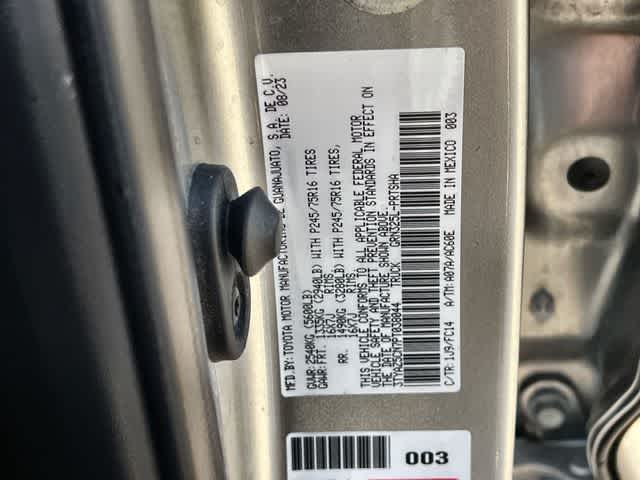 MFD.BY: TOYOTA MOTOR MANUFACTURING DE GUANAJUATO, S.A. DE C.V.
DATE: 08/23
GVWR: 2540KG (5600LB)
GAWR: FRT. 1335KG (2940LB) WITH P245/75R16 TIRES
16X7J RIMS,
RR. 1490KG (3280LB) WITH P245/75R16 TIRES,
16X7J RIMS,
THIS VEHICLE CONFORMS TO ALL APPLICABLE FEDERAL MOTOR
VEHICLE SAFETY AND THEFT PREVENTION STANDARDS IN EFFECT ON
THE DATE OF MANUFACTURE SHOWN ABOVE.
TRUCK GRN325L-PRTSHA
C/TR: 1J9/FC14 A/TM: A07A/AC60E MADE IN MEXICO 003
003